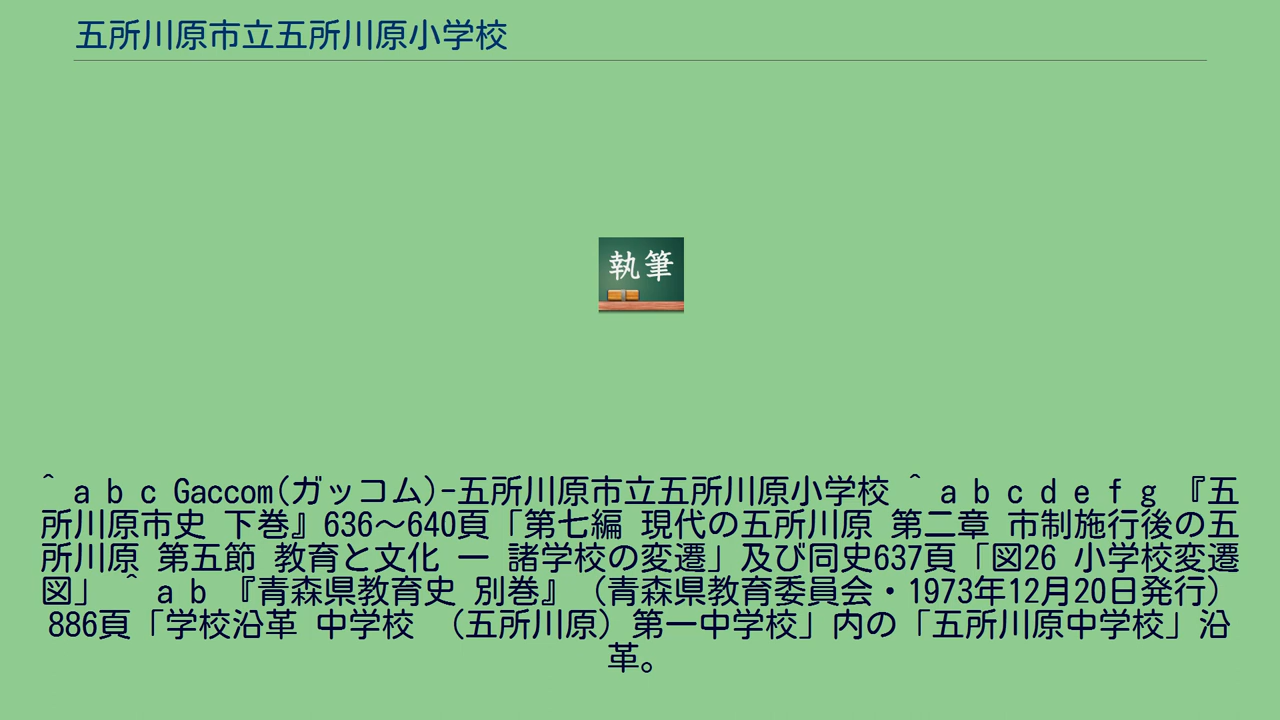 五所川原市立五所川原小学校
執筆
^ a b c Gaccom(ガッコム)-五所川原市立五所川原小学校 ^ a b c d e f g 『五
所川原市史 下巻』636～640頁「第七編 現代の五所川原 第二章 市制施行後の五
所川原 第五節 教育と文化 一 諸学校の変遷」及び同史637頁「図26 小学校変遷
図」 ^ a b 『青森県教育史 別巻』（青森県教育委員会・1973年12月20日発行）
886頁「学校沿革 中学校 （五所川原）第一中学校」内の「五所川原中学校」沿
革。